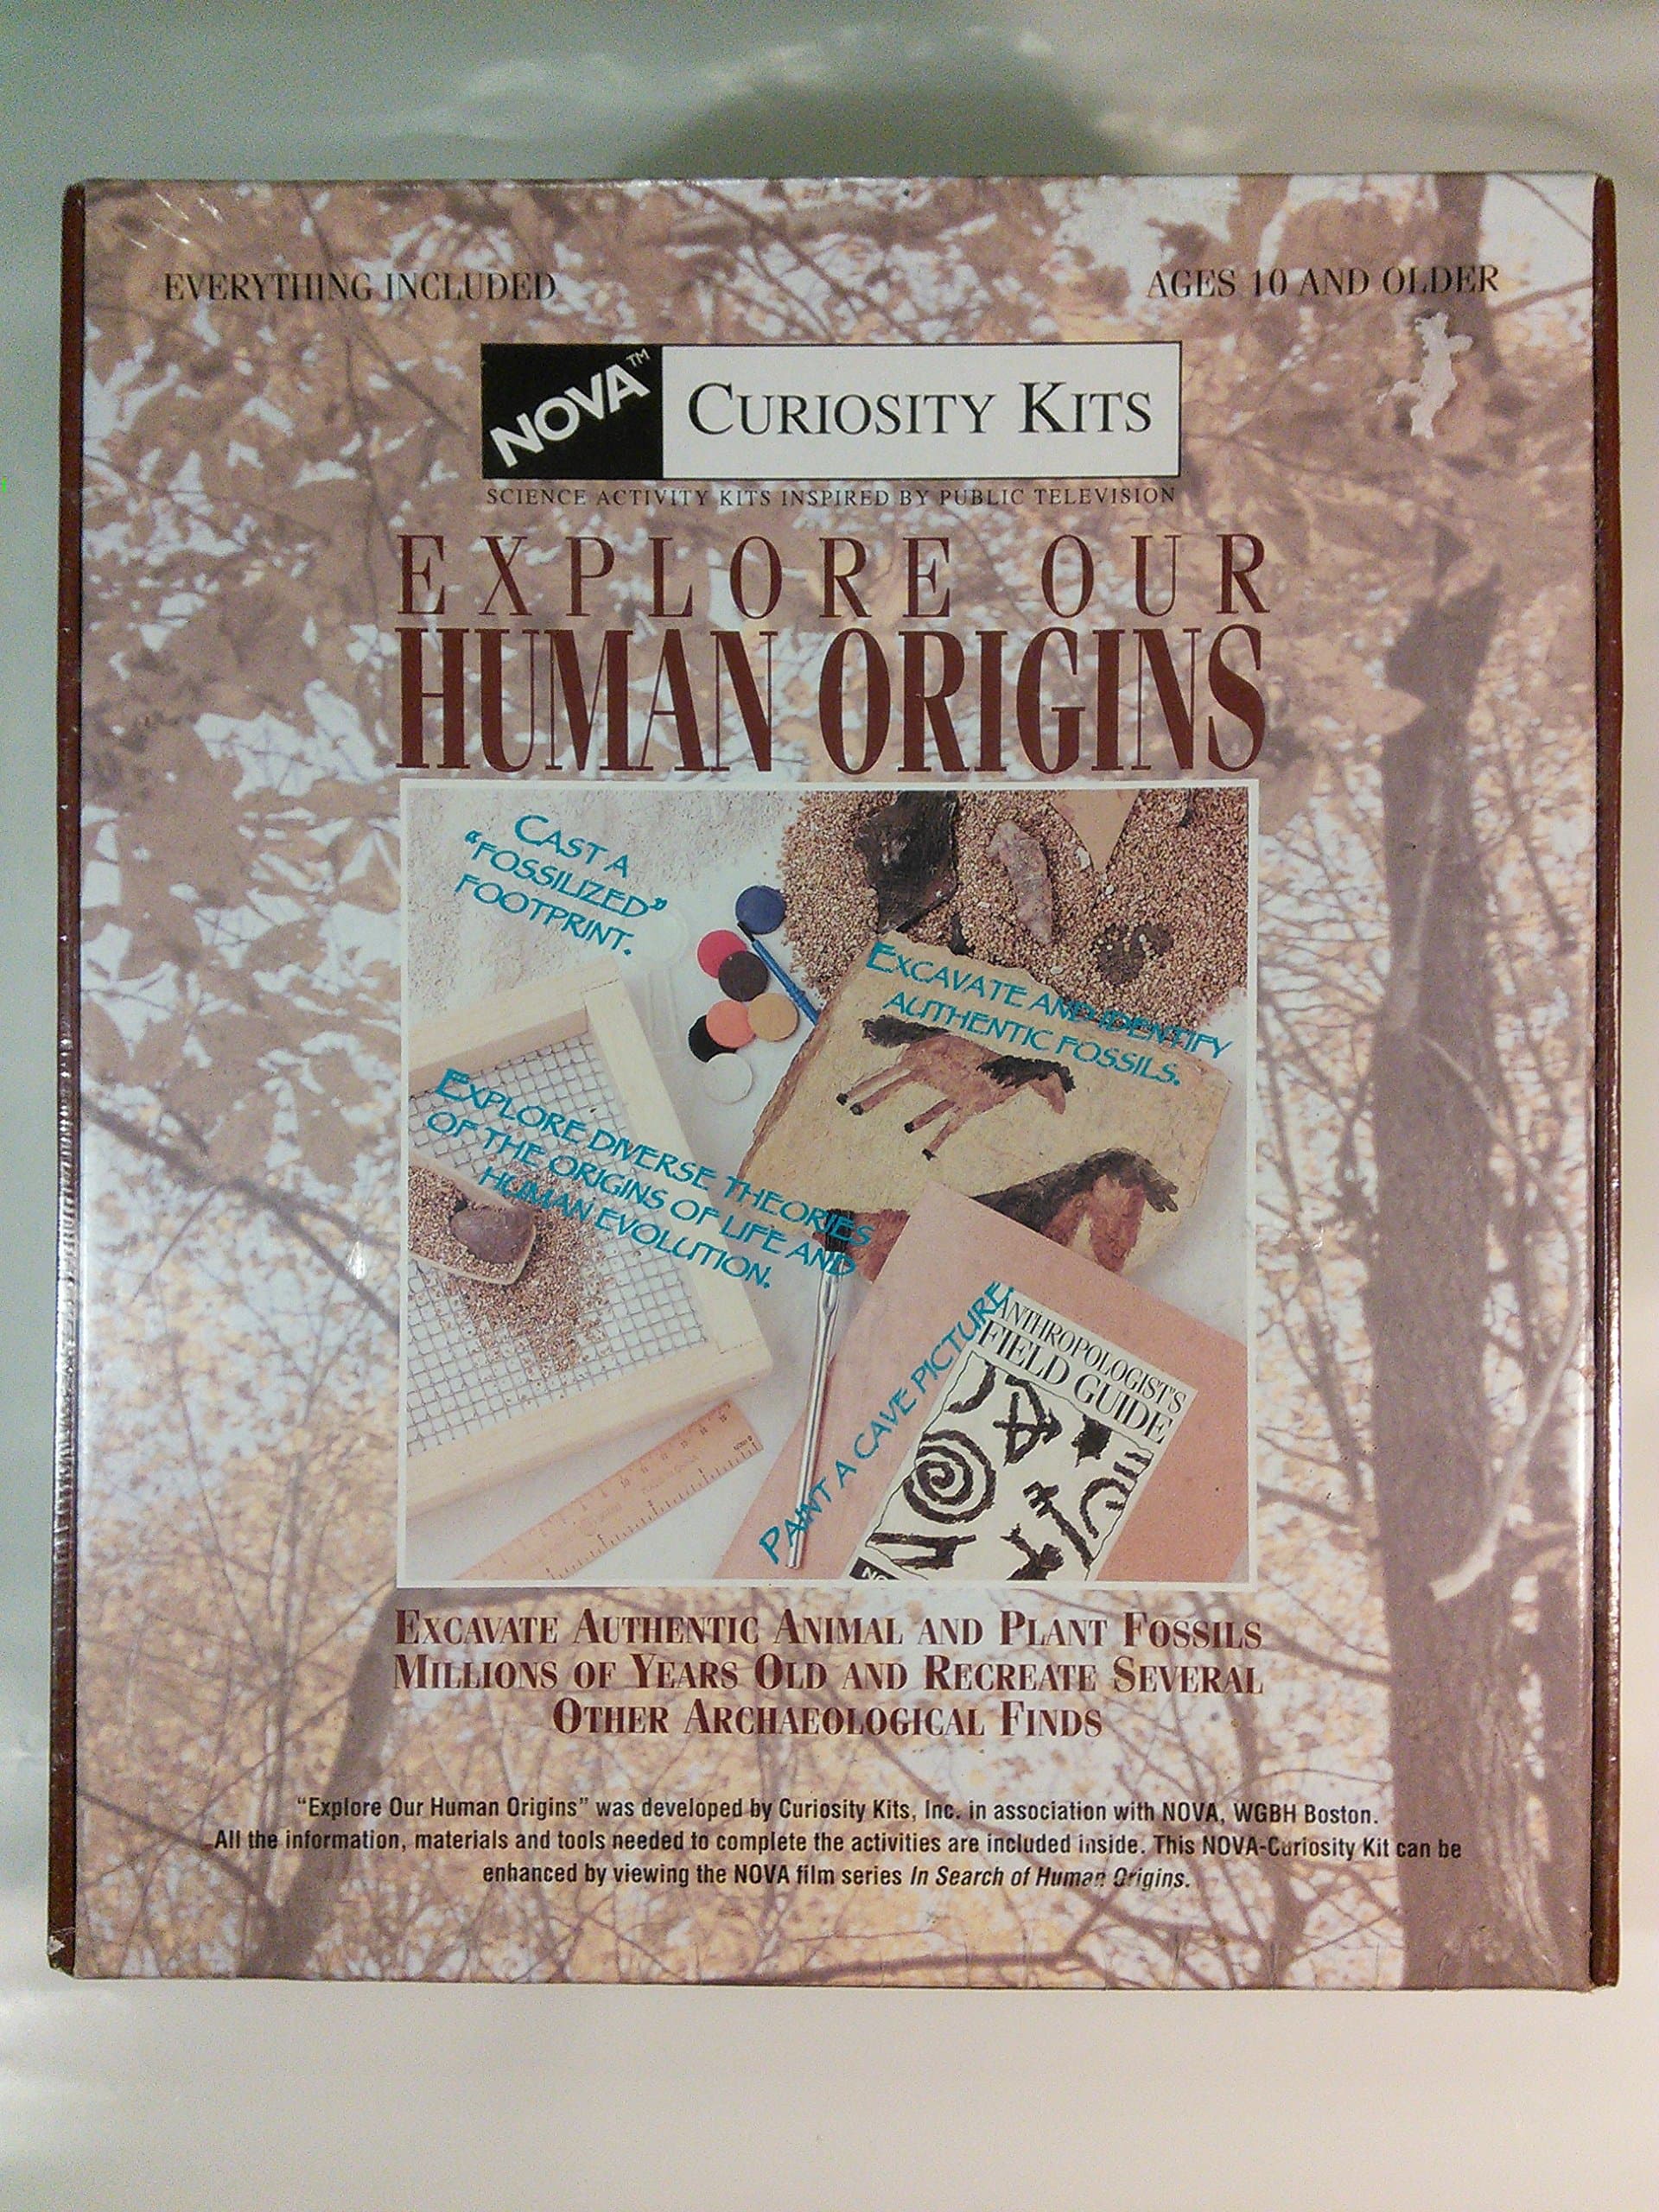 EVERYTHING INCLUDED
AGES 10 AND OLDER
NOVA™
CURIOSITY KITS
SCIENCE ACTIVITY KITS INSPIRED BY PUBLIC TELEVISION
EXPLORE OUR
HUMAN ORIGINS
CAST A
“FOSSILIZED”
FOOTPRINT.
EXCAVATE AND IDENTIFY
AUTHENTIC FOSSILS.
EXPLORE DIVERSE THEORIES
OF THE ORIGINS OF LIFE AND
HUMAN EVOLUTION.
PAINT A CAVE PICTURE.
ANTHROPOLOGIST'S
FIELD GUIDE
EXCAVATE AUTHENTIC ANIMAL AND PLANT FOSSILS
MILLIONS OF YEARS OLD AND RECREATE SEVERAL
OTHER ARCHAEOLOGICAL FINDS
“Explore Our Human Origins” was developed by Curiosity Kits, Inc. in association with NOVA, WGBH Boston.
All the information, materials and tools needed to complete the activities are included inside. This NOVA-Curiosity Kit can be
enhanced by viewing the NOVA film series In Search of Human Origins.